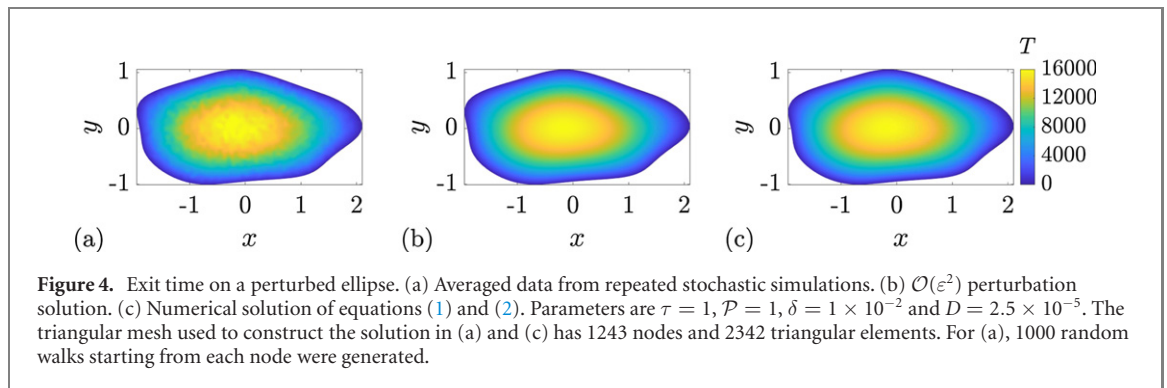 T
1
0
-1
y
-1
0
1
2
x
(a)
1
0
-1
y
-1
0
1
2
x
(b)
1
0
-1
y
-1
0
1
2
x
(c)
16000
12000
8000
4000
0
Figure 4. Exit time on a perturbed ellipse. (a) Averaged data from repeated stochastic simulations. (b) 𝒪(ε²) perturbation
solution. (c) Numerical solution of equations (1) and (2). Parameters are τ = 1, 𝒫 = 1, δ = 1 × 10⁻² and D = 2.5 × 10⁻⁵. The
triangular mesh used to construct the solution in (a) and (c) has 1243 nodes and 2342 triangular elements. For (a), 1000 random
walks starting from each node were generated.